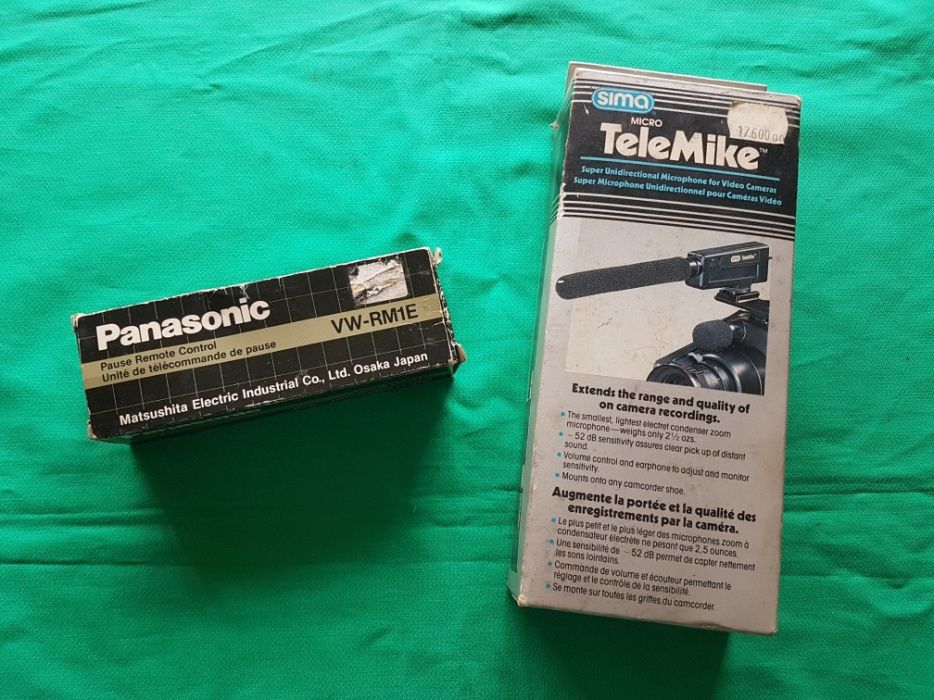 Panasonic
VW-RM1E
Pause Remote Control
Unité de télécommande de pause
Matsushita Electric Industrial Co., Ltd. Osaka Japan
sima
MICRO
TeleMike™
17.600,00
Super Unidirectional Microphone for Video Cameras
Super Microphone Unidirectionnel pour Caméras Vidéo
sima TeleMike
Extends the range and quality of
on camera recordings.
• The smallest, lightest electret condenser zoom
microphone—weighs only 2½ ozs.
• – 52 dB sensitivity assures clear pick up of distant
sound.
• Volume control and earphone to adjust and monitor
sensitivity.
• Mounts onto any camcorder shoe.
Augmente la portée et la qualité des
enregistrements par la caméra.
• Le plus petit et le plus léger des microphones zoom à
condensateur électrète ne pesant que 2,5 ounces.
• Une sensibilité de – 52 dB permet de capter nettement
les sons lointains.
• Commande de volume et écouteur permettant le
réglage et le contrôle de la sensibilité.
• Se monte sur toutes les griffes du camcorder.